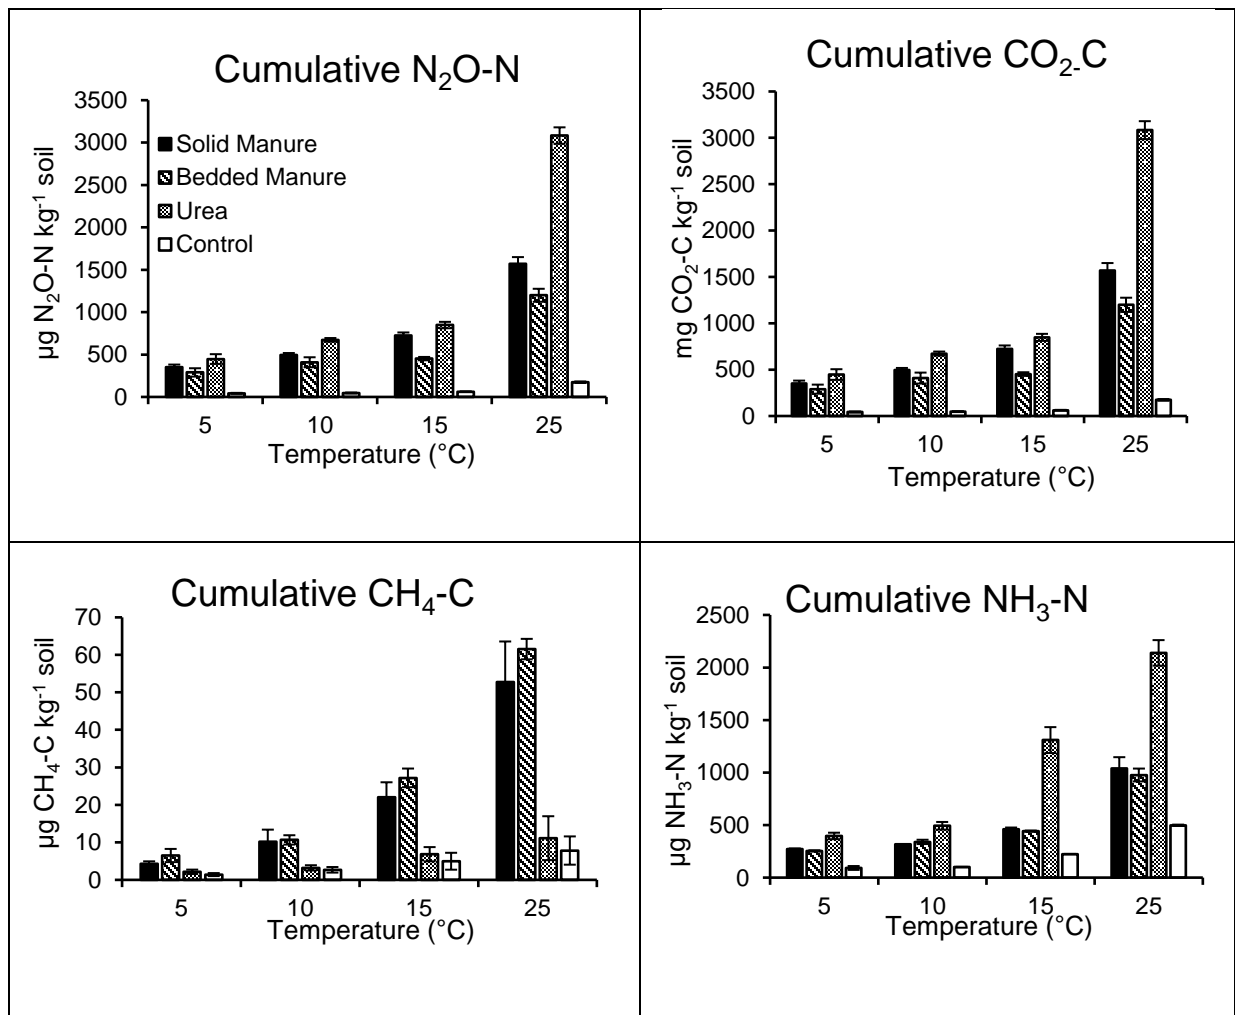 Cumulative N₂O-N
µg N₂O-N kg⁻¹ soil
3500
3000
2500
2000
1500
1000
500
0
Solid Manure
Bedded Manure
Urea
Control
5 10 15 25
Temperature (°C)
Cumulative CO₂₋C
mg CO₂-C kg⁻¹ soil
3500
3000
2500
2000
1500
1000
500
0
5 10 15 25
Temperature (°C)
Cumulative CH₄-C
µg CH₄-C kg⁻¹ soil
70
60
50
40
30
20
10
0
5 10 15 25
Temperature (°C)
Cumulative NH₃-N
µg NH₃-N kg⁻¹ soil
2500
2000
1500
1000
500
0
5 10 15 25
Temperature (°C)